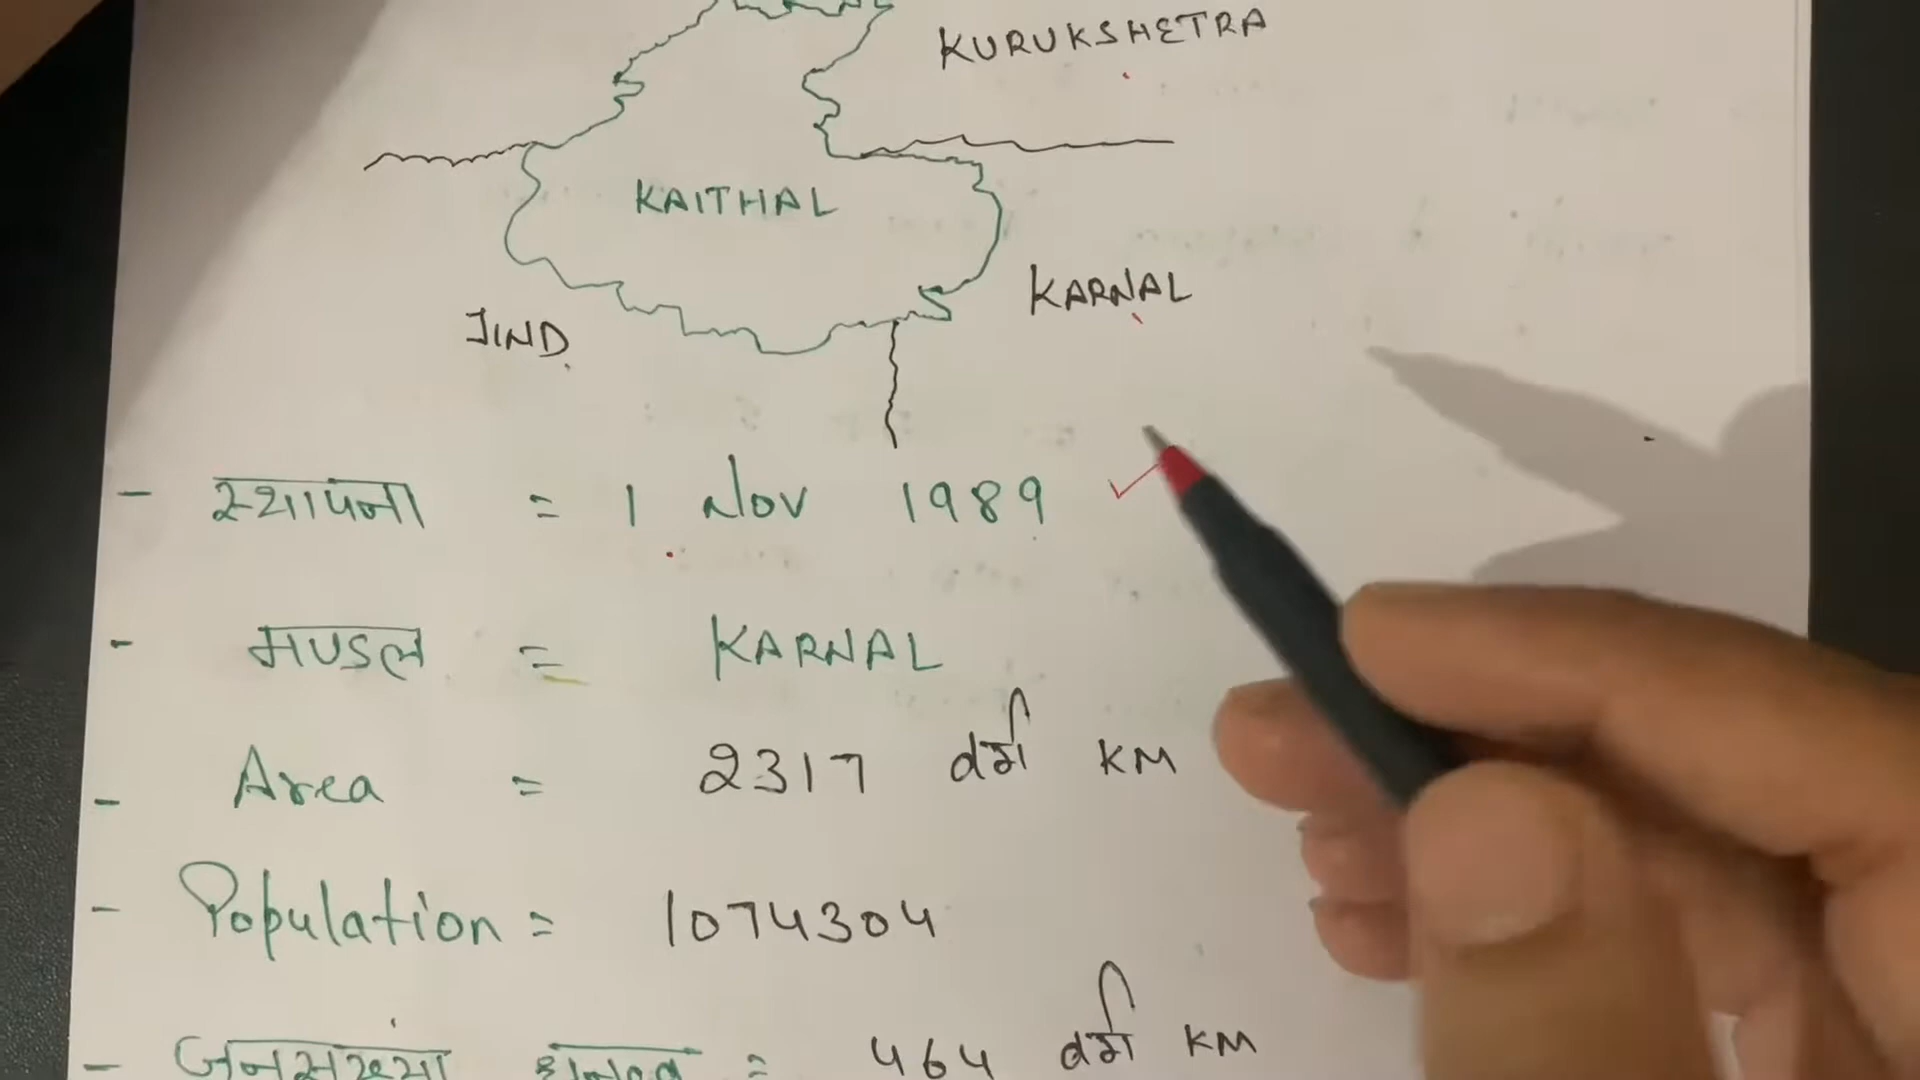 KURUKSHETRA
KAITHAL
KARNAL
JIND
- स्थापना = 1 Nov 1989 ✓
- मण्डल = KARNAL
- Area = 2317 वर्ग KM
- Population = 1074304
- जनसंख्या घनत्व = 464 वर्ग KM